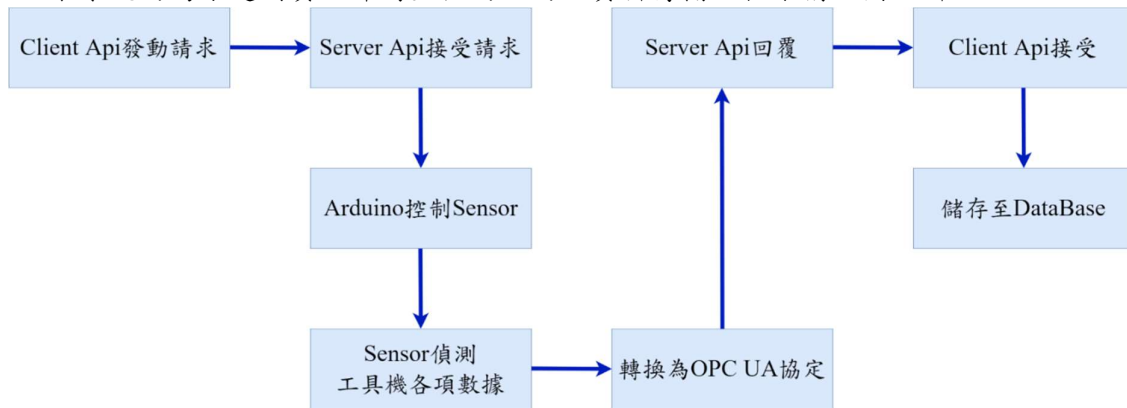 Client Api發動請求
Server Api接受請求
Server Api回覆
Client Api接受
Arduino控制Sensor
儲存至DataBase
Sensor偵測
工具機各項數據
轉換為OPC UA協定